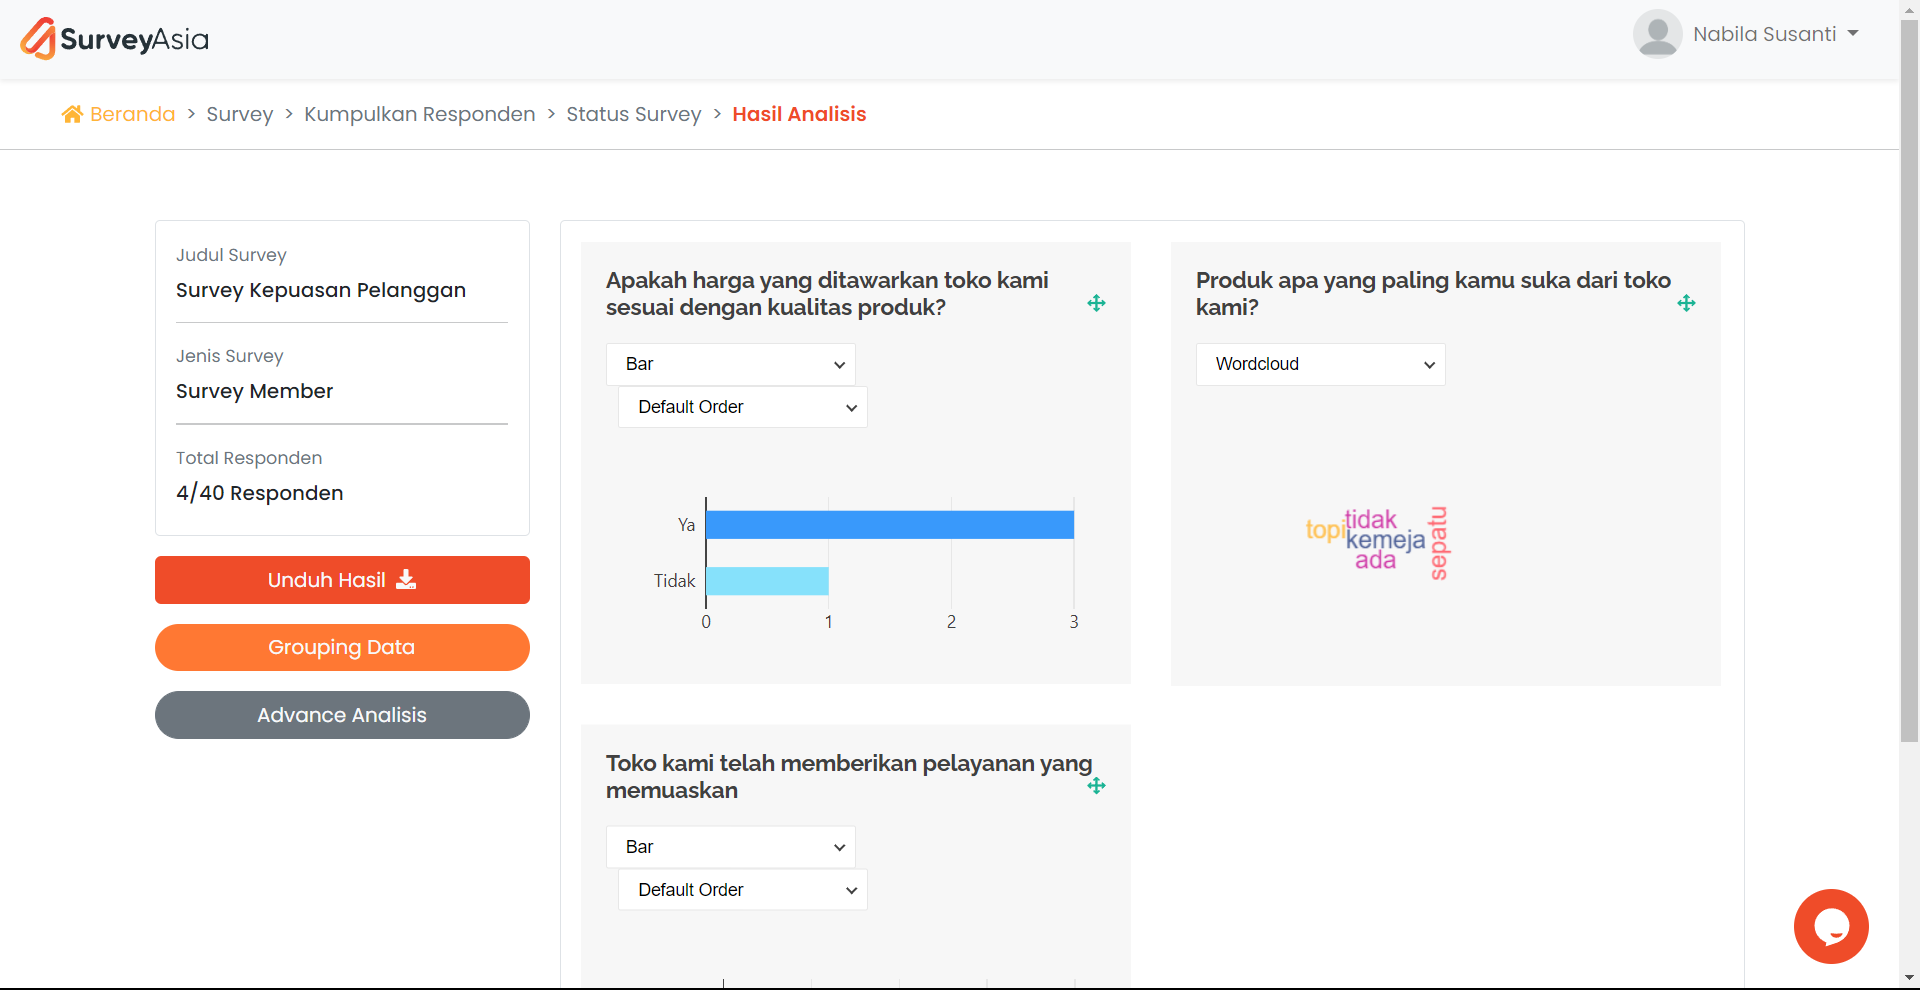 SurveyAsia
Nabila Susanti
Beranda > Survey > Kumpulkan Responden > Status Survey > Hasil Analisis
Judul Survey
Survey Kepuasan Pelanggan
Jenis Survey
Survey Member
Total Responden
4/40 Responden
Unduh Hasil
Grouping Data
Advance Analisis
Apakah harga yang ditawarkan toko kami
sesuai dengan kualitas produk?
Bar
Default Order
Ya
Tidak
0 1 2 3
Produk apa yang paling kamu suka dari toko
kami?
Wordcloud
topi
tidak
kemeja
ada
sepatu
Toko kami telah memberikan pelayanan yang
memuaskan
Bar
Default Order